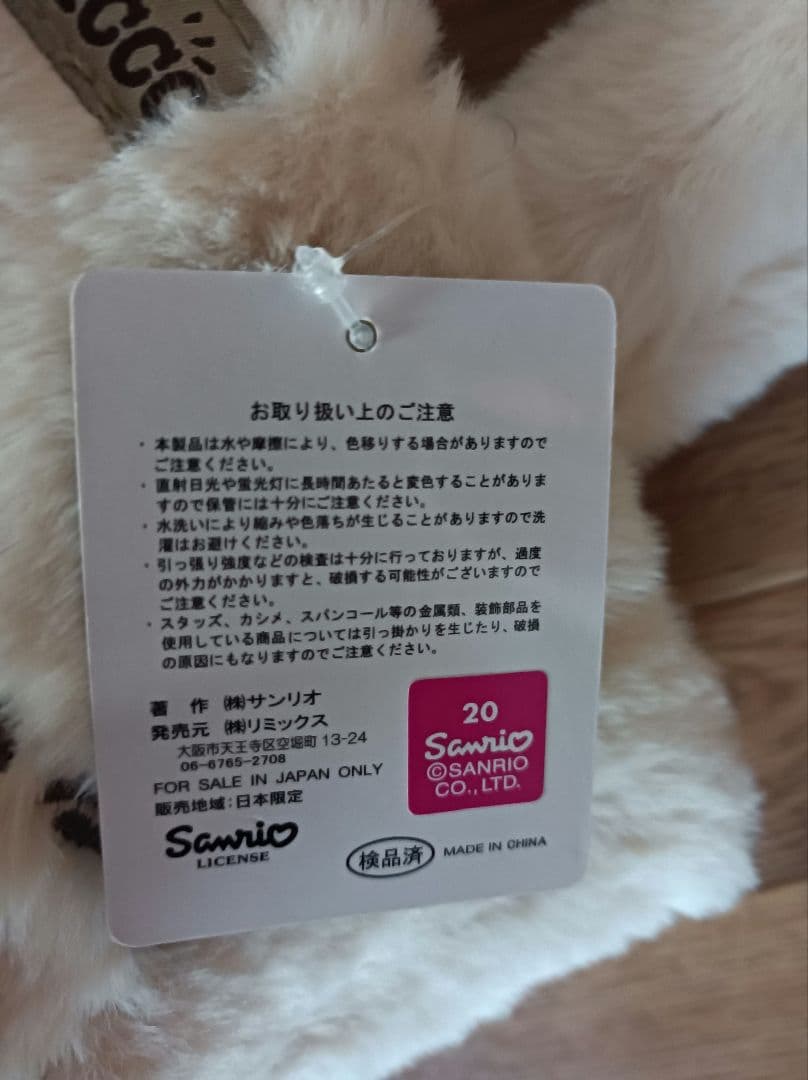 お取り扱い上のご注意
・本製品は水や摩擦により、色移りする場合がありますので
ご注意ください。
・直射日光や蛍光灯に長時間あたると変色することがありま
すので保管には十分にご注意ください。
・水洗いにより縮みや色落ちが生じることがありますので洗
濯はお避けください。
・引っ張り強度などの検査は十分に行っておりますが、過度
の外力がかかりますと、破損する可能性がございますので
ご注意ください。
・スタッズ、カシメ、スパンコール等の金属類、装飾部品を
使用している商品については引っ掛かりを生じたり、破損
の原因にもなりますのでご注意ください。
著　作 ㈱サンリオ
発売元 ㈱リミックス
大阪市天王寺区空堀町 13-24
06-6765-2708
FOR SALE IN JAPAN ONLY
販売地域：日本限定
Sanrio
LICENSE
20
Sanrio
©SANRIO
CO., LTD.
検品済
MADE IN CHINA